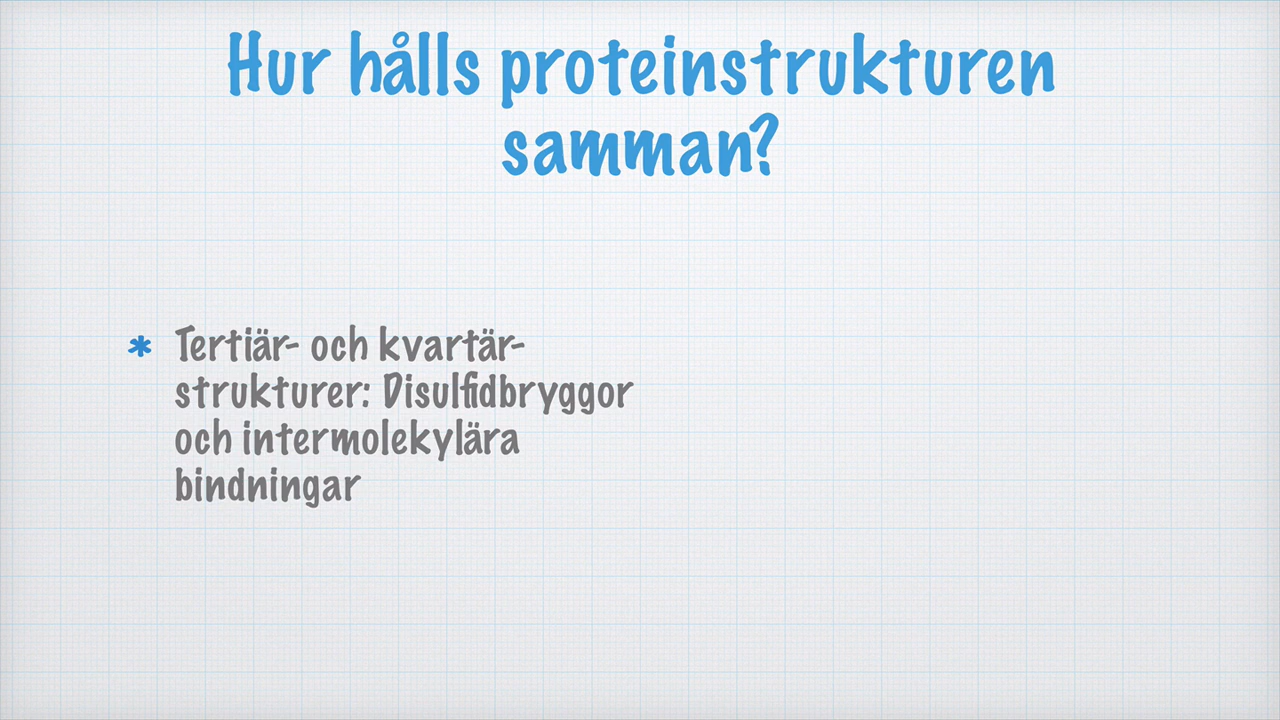 Hur hålls proteinstrukturen
samman?
* Tertiär- och kvartär-
strukturer: Disulfidbryggor
och intermolekylära
bindningar